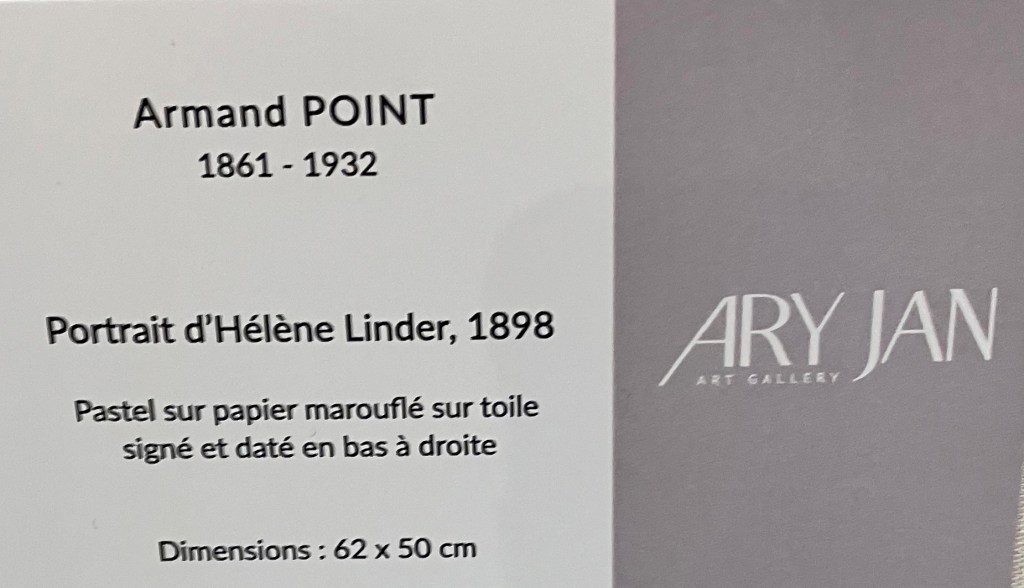 Armand POINT
1861 - 1932
Portrait d'Hélène Linder, 1898
Pastel sur papier marouflé sur toile
signé et daté en bas à droite
Dimensions : 62 x 50 cm
ARY JAN
ART GALLERY